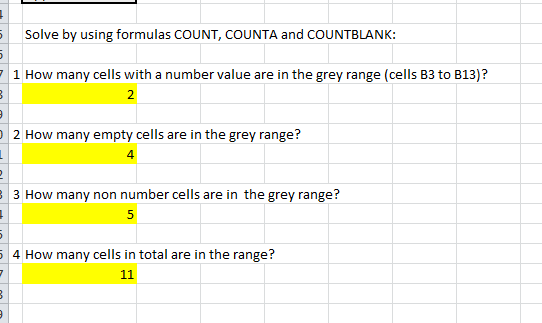 Solve by using formulas COUNT, COUNTA and COUNTBLANK:
1 How many cells with a number value are in the grey range (cells B3 to B13)?
2
2 How many empty cells are in the grey range?
4
3 How many non number cells are in the grey range?
5
4 How many cells in total are in the range?
11